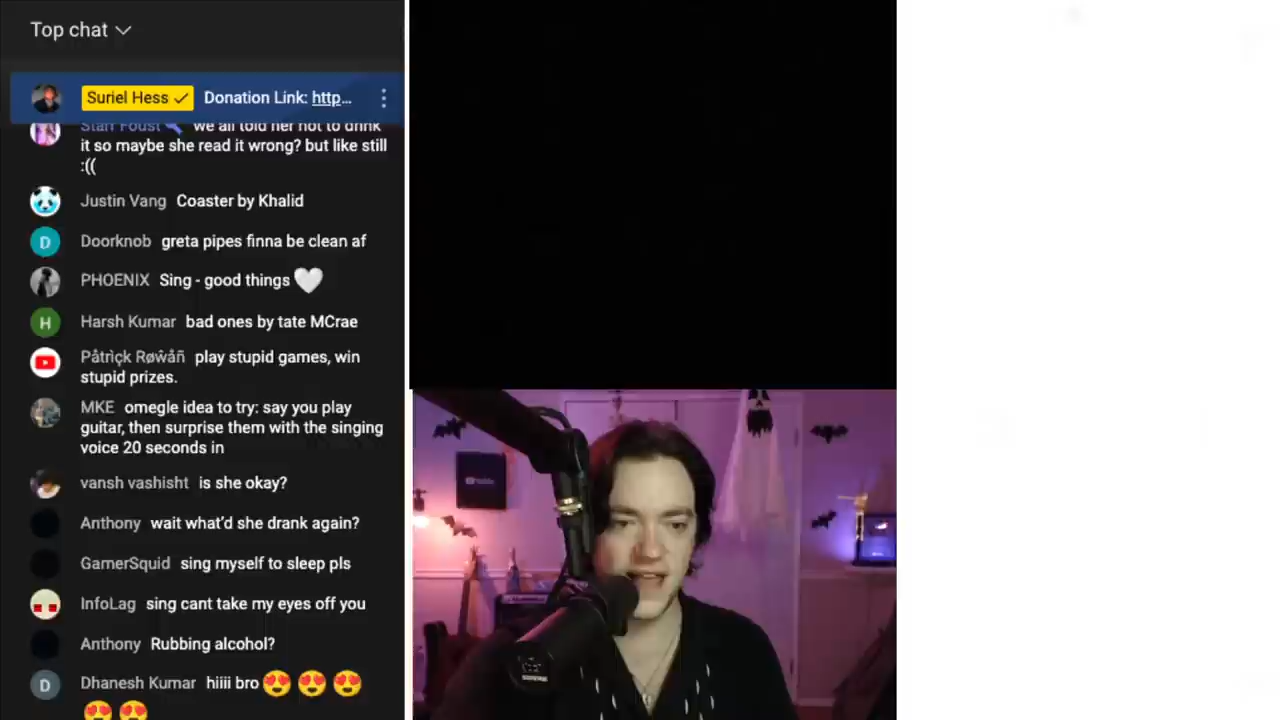 Top chat
Suriel Hess Donation Link: http...
Starr Foust we all told her not to drink
it so maybe she read it wrong? but like still
:((
Justin Vang Coaster by Khalid
Doorknob greta pipes finna be clean af
PHOENIX Sing - good things 🤍
Harsh Kumar bad ones by tate MCrae
Påtrìçk Røŵåñ play stupid games, win
stupid prizes.
MKE omegle idea to try: say you play
guitar, then surprise them with the singing
voice 20 seconds in
vansh vashisht is she okay?
Anthony wait what'd she drank again?
GamerSquid sing myself to sleep pls
InfoLag sing cant take my eyes off you
Anthony Rubbing alcohol?
Dhanesh Kumar hiiii bro 😍 😍 😍
😍 😍